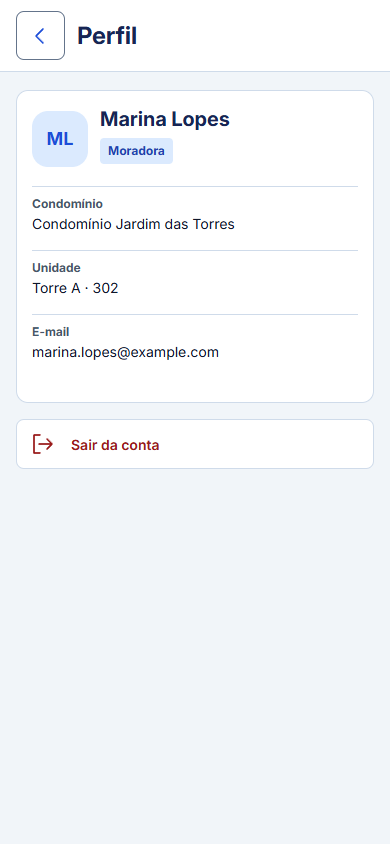 Perfil
ML
Marina Lopes
Moradora
Condomínio
Condomínio Jardim das Torres
Unidade
Torre A · 302
E-mail
marina.lopes@example.com
Sair da conta